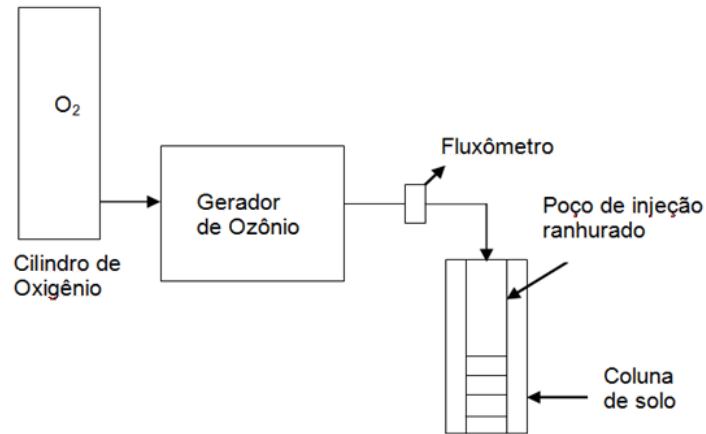 O₂
Cilindro de
Oxigênio
Gerador
de Ozônio
Fluxômetro
Poço de injeção
ranhurado
Coluna
de solo